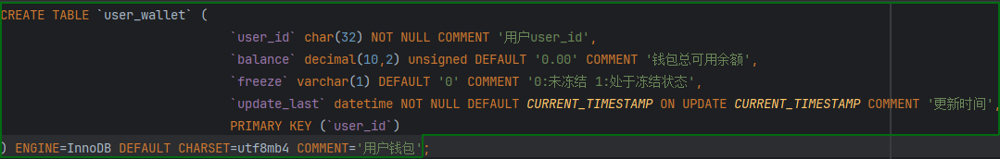 CREATE TABLE `user_wallet` (
`user_id` char(32) NOT NULL COMMENT '用户user_id',
`balance` decimal(10,2) unsigned DEFAULT '0.00' COMMENT '钱包总可用余额',
`freeze` varchar(1) DEFAULT '0' COMMENT '0:未冻结 1:处于冻结状态',
`update_last` datetime NOT NULL DEFAULT CURRENT_TIMESTAMP ON UPDATE CURRENT_TIMESTAMP COMMENT '更新时间',
PRIMARY KEY (`user_id`)
) ENGINE=InnoDB DEFAULT CHARSET=utf8mb4 COMMENT='用户钱包';